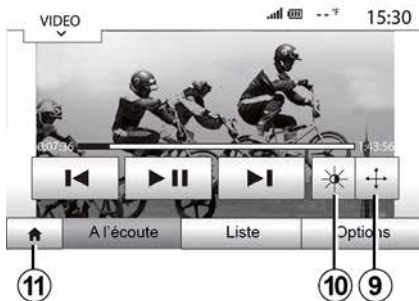 VIDEO
--°F
15:30
0:07:36
1:43:56
A l'écoute
Liste
Options
11
10
9